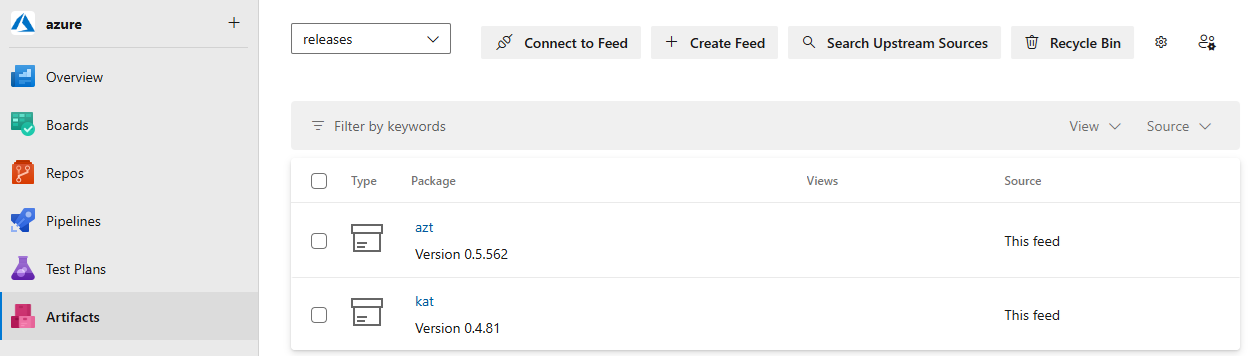 azure
Overview
Boards
Repos
Pipelines
Test Plans
Artifacts
releases
Connect to Feed
Create Feed
Search Upstream Sources
Recycle Bin
Filter by keywords
View
Source
Type Package Views Source
azt
Version 0.5.562
This feed
kat
Version 0.4.81
This feed